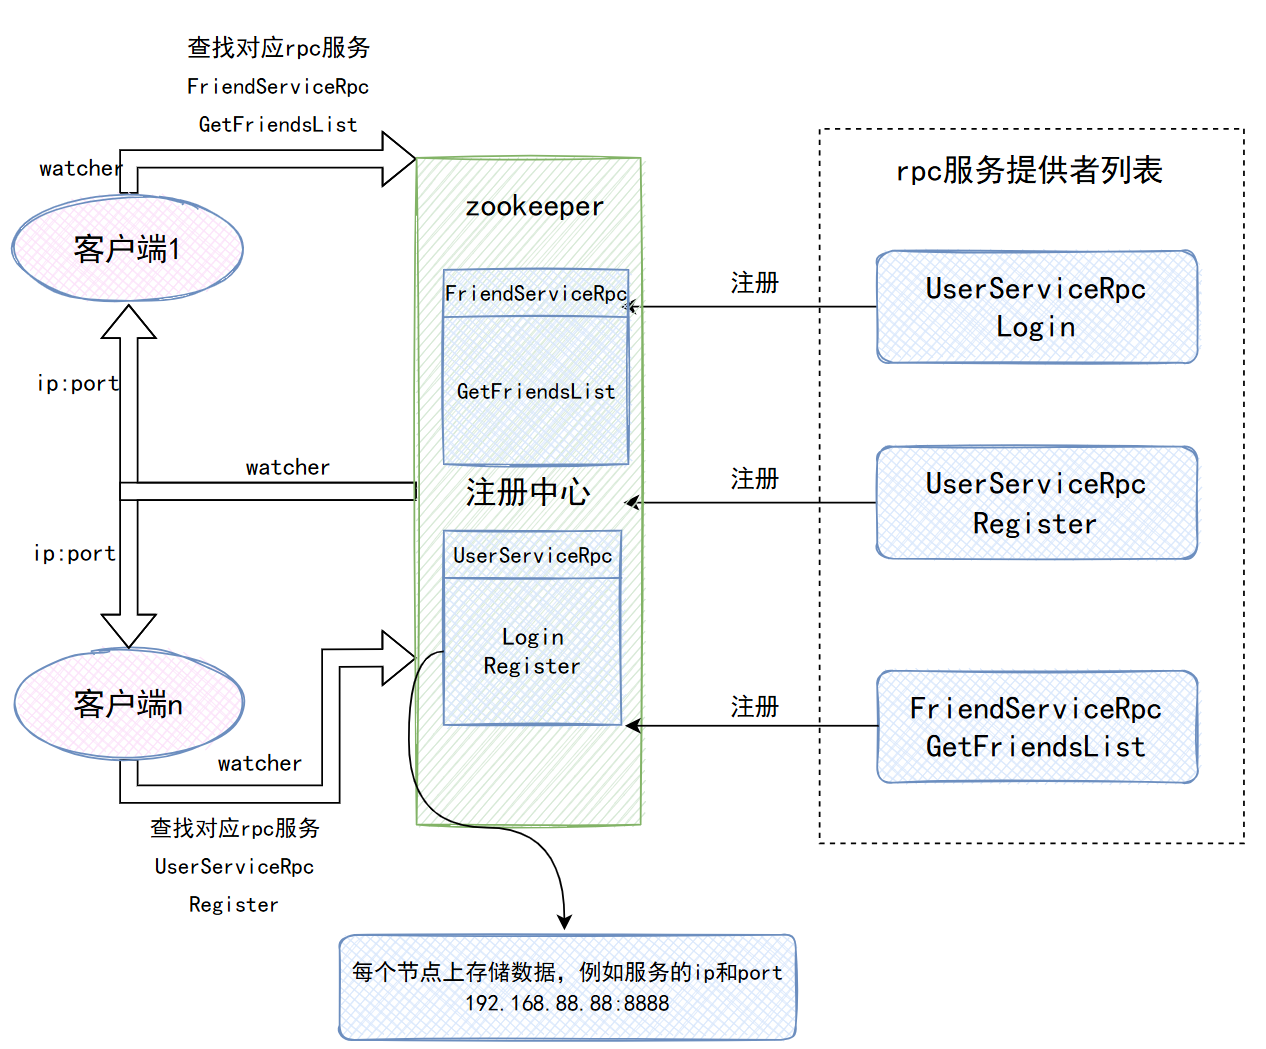 查找对应rpc服务
FriendServiceRpc
GetFriendsList
watcher
客户端1
ip:port
watcher
ip:port
客户端n
watcher
查找对应rpc服务
UserServiceRpc
Register
zookeeper
FriendServiceRpc
GetFriendsList
注册中心
UserServiceRpc
Login
Register
注册
注册
注册
rpc服务提供者列表
UserServiceRpc
Login
UserServiceRpc
Register
FriendServiceRpc
GetFriendsList
每个节点上存储数据，例如服务的ip和port
192.168.88.88:8888